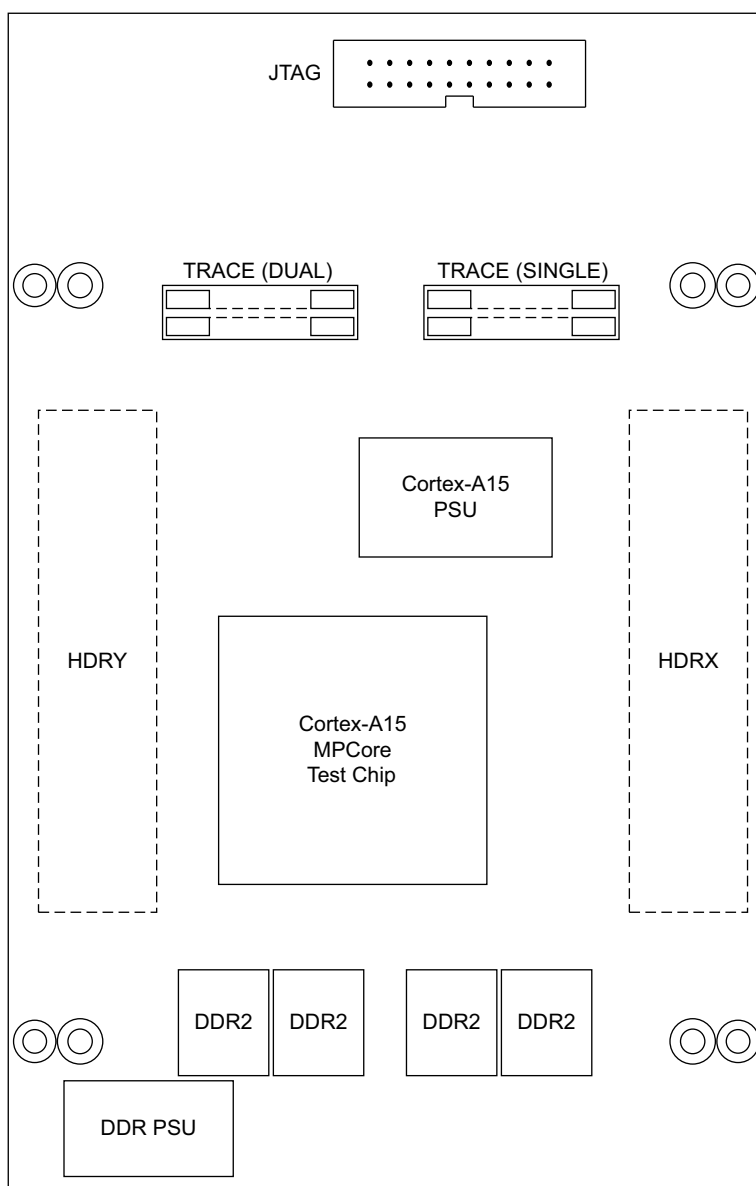 JTAG
TRACE (DUAL)
TRACE (SINGLE)
Cortex-A15
PSU
HDRY
HDRX
Cortex-A15
MPCore
Test Chip
DDR2
DDR2
DDR2
DDR2
DDR PSU